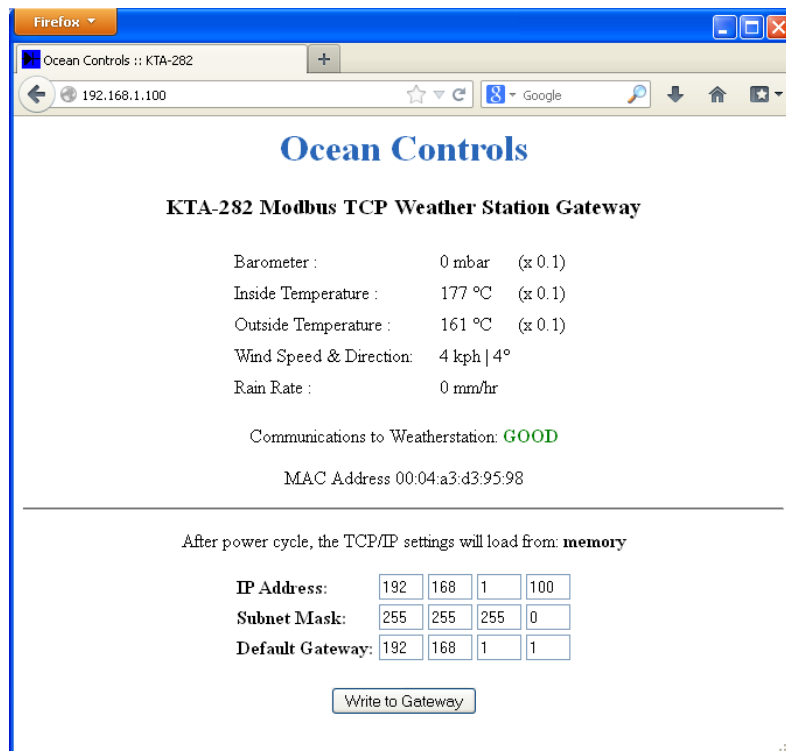 Firefox
Ocean Controls :: KTA-282
192.168.1.100
Google
Ocean Controls
KTA-282 Modbus TCP Weather Station Gateway
Barometer : 0 mbar (x 0.1)
Inside Temperature : 177 ºC (x 0.1)
Outside Temperature : 161 ºC (x 0.1)
Wind Speed & Direction: 4 kph | 4º
Rain Rate : 0 mm/hr
Communications to Weatherstation: GOOD
MAC Address 00:04:a3:d3:95:98
After power cycle, the TCP/IP settings will load from: memory
IP Address: 192 168 1 100
Subnet Mask: 255 255 255 0
Default Gateway: 192 168 1 1
Write to Gateway